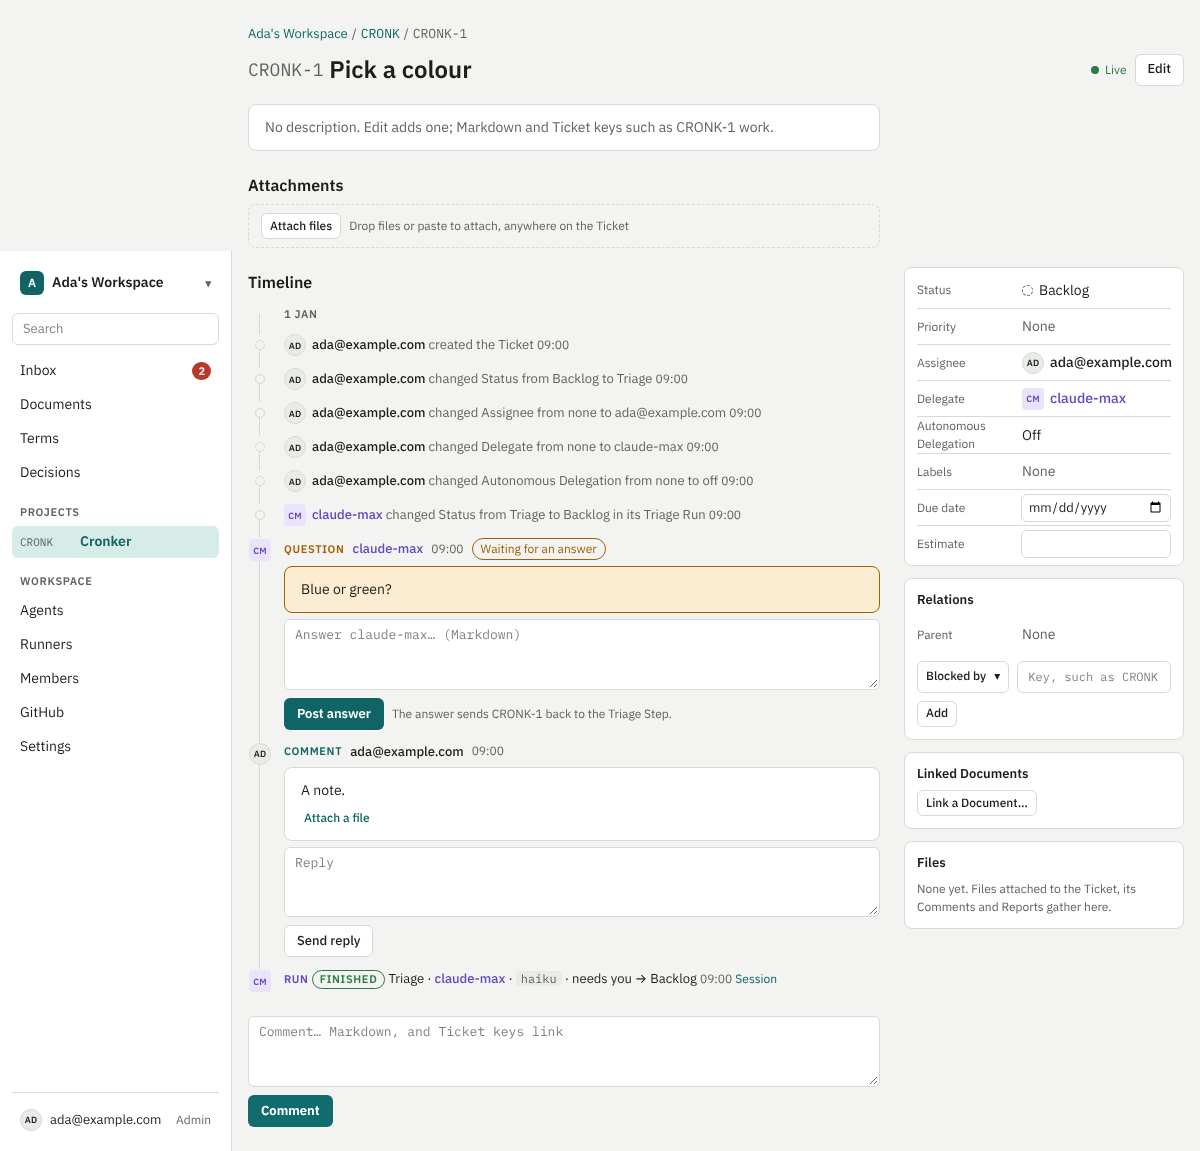 Ada's Workspace / CRONK / CRONK-1
CRONK-1 Pick a colour
Live
Edit
No description. Edit adds one; Markdown and Ticket keys such as CRONK-1 work.
Attachments
Attach files
Drop files or paste to attach, anywhere on the Ticket
A Ada's Workspace
Search
Inbox 2
Documents
Terms
Decisions
PROJECTS
CRONK Cronker
WORKSPACE
Agents
Runners
Members
GitHub
Settings
AD ada@example.com Admin
Timeline
1 JAN
AD ada@example.com created the Ticket 09:00
AD ada@example.com changed Status from Backlog to Triage 09:00
AD ada@example.com changed Assignee from none to ada@example.com 09:00
AD ada@example.com changed Delegate from none to claude-max 09:00
AD ada@example.com changed Autonomous Delegation from none to off 09:00
CM claude-max changed Status from Triage to Backlog in its Triage Run 09:00
CM QUESTION claude-max 09:00 Waiting for an answer
Blue or green?
Answer claude-max… (Markdown)
Post answer The answer sends CRONK-1 back to the Triage Step.
AD COMMENT ada@example.com 09:00
A note.
Attach a file
Reply
Send reply
CM RUN FINISHED Triage · claude-max · haiku · needs you → Backlog 09:00 Session
Comment… Markdown, and Ticket keys link
Comment
Status Backlog
Priority None
Assignee AD ada@example.com
Delegate CM claude-max
Autonomous
Delegation Off
Labels None
Due date mm/dd/yyyy
Estimate
Relations
Parent None
Blocked by Key, such as CRONK
Add
Linked Documents
Link a Document…
Files
None yet. Files attached to the Ticket, its
Comments and Reports gather here.